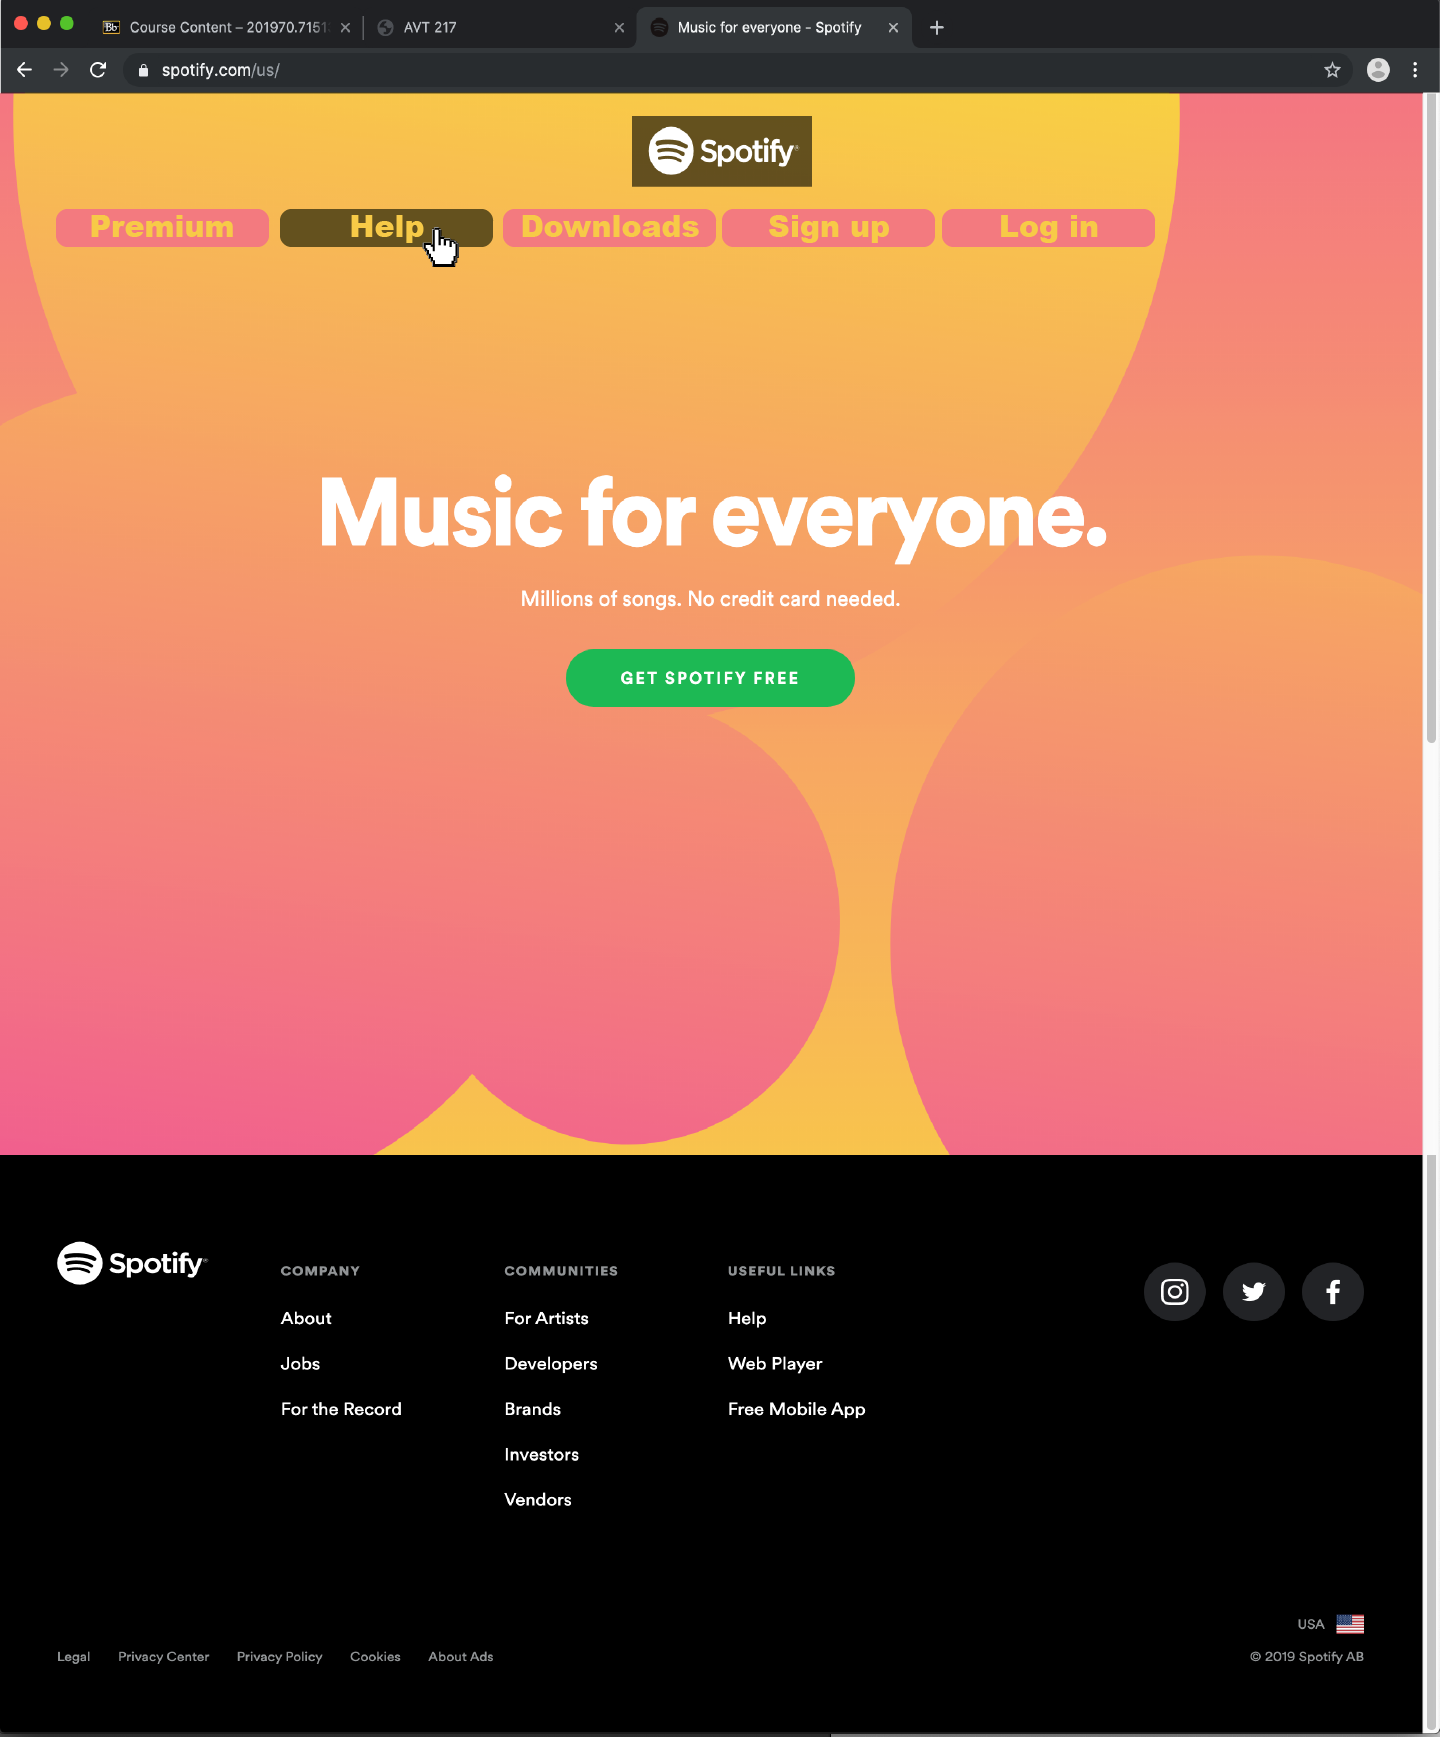 Bb Course Content – 201970.7151
AVT 217
Music for everyone - Spotify
spotify.com/us/
Spotify®
Premium
Help
Downloads
Sign up
Log in
Music for everyone.
Millions of songs. No credit card needed.
GET SPOTIFY FREE
Spotify®
COMPANY
About
Jobs
For the Record
COMMUNITIES
For Artists
Developers
Brands
Investors
Vendors
USEFUL LINKS
Help
Web Player
Free Mobile App
USA
Legal Privacy Center Privacy Policy Cookies About Ads
© 2019 Spotify AB